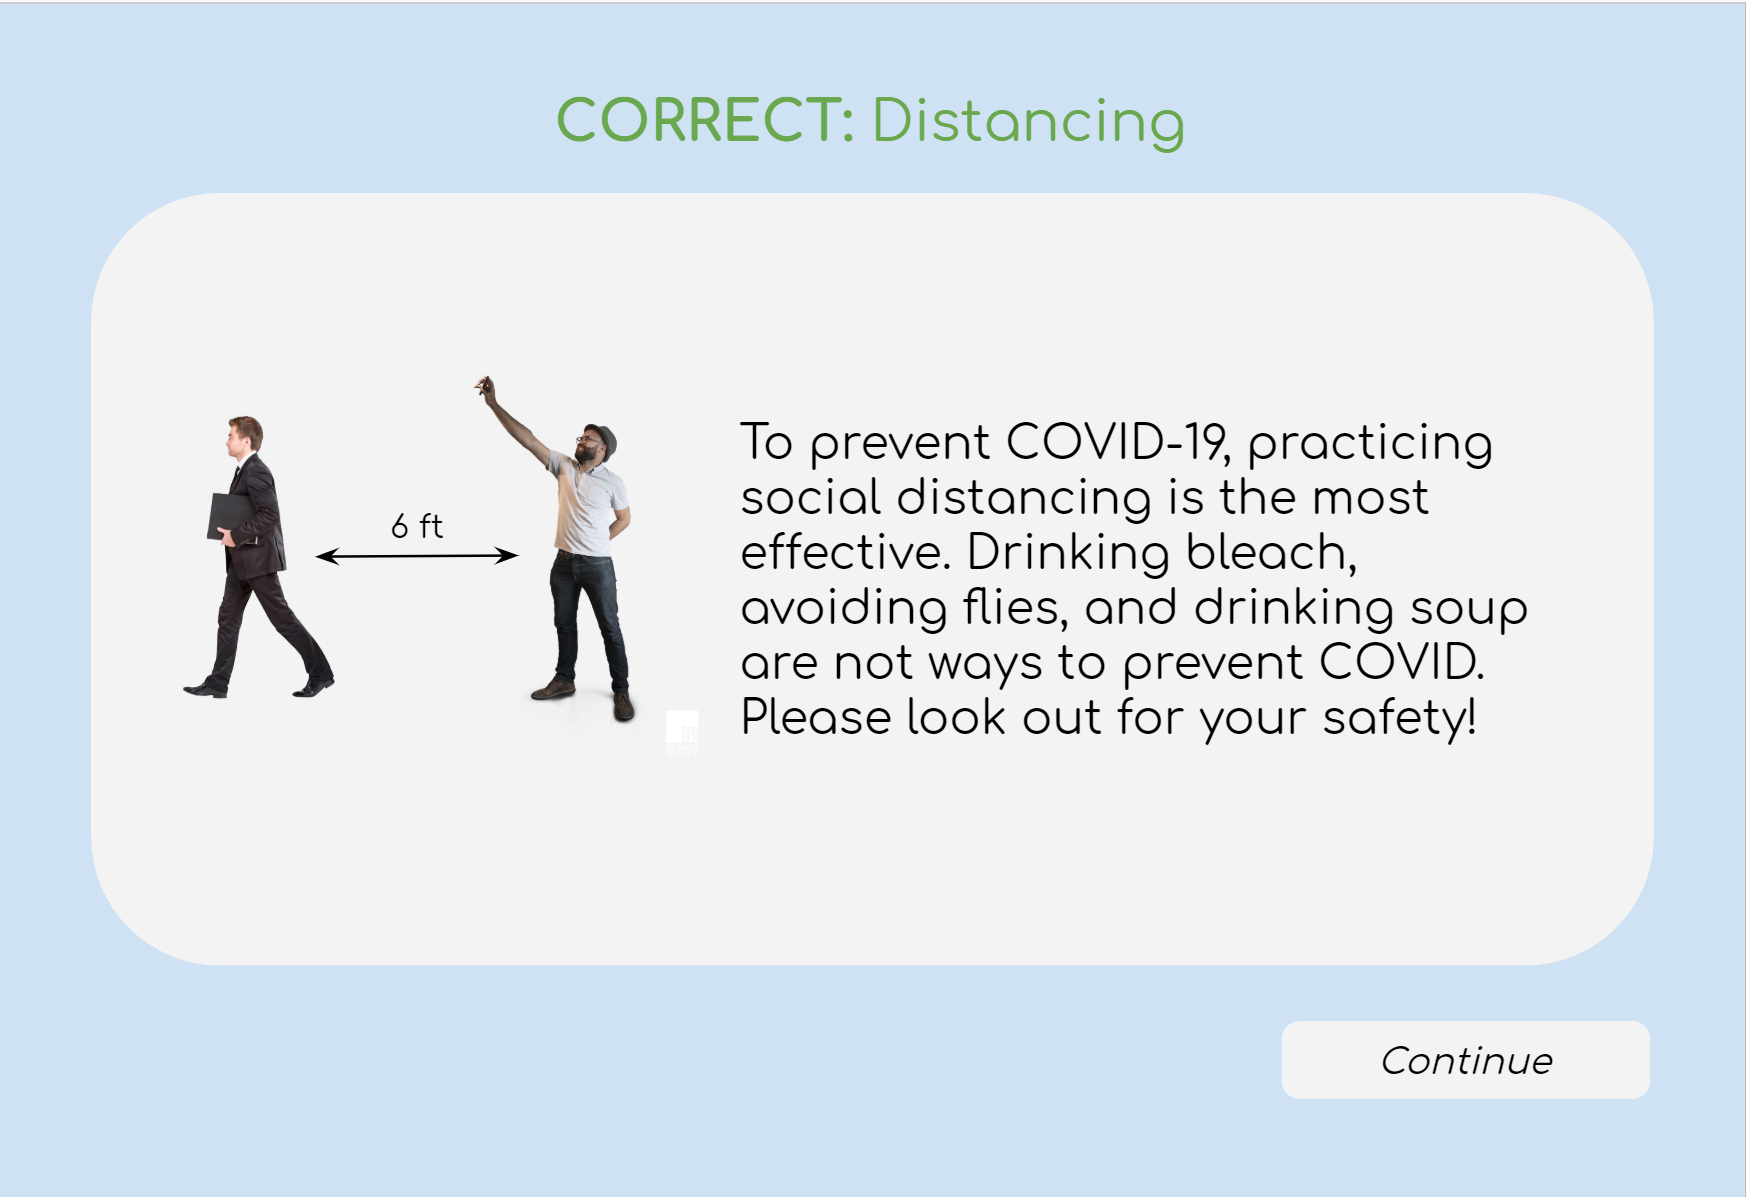 CORRECT: Distancing
6 ft
To prevent COVID-19, practicing
social distancing is the most
effective. Drinking bleach,
avoiding flies, and drinking soup
are not ways to prevent COVID.
Please look out for your safety!
Continue